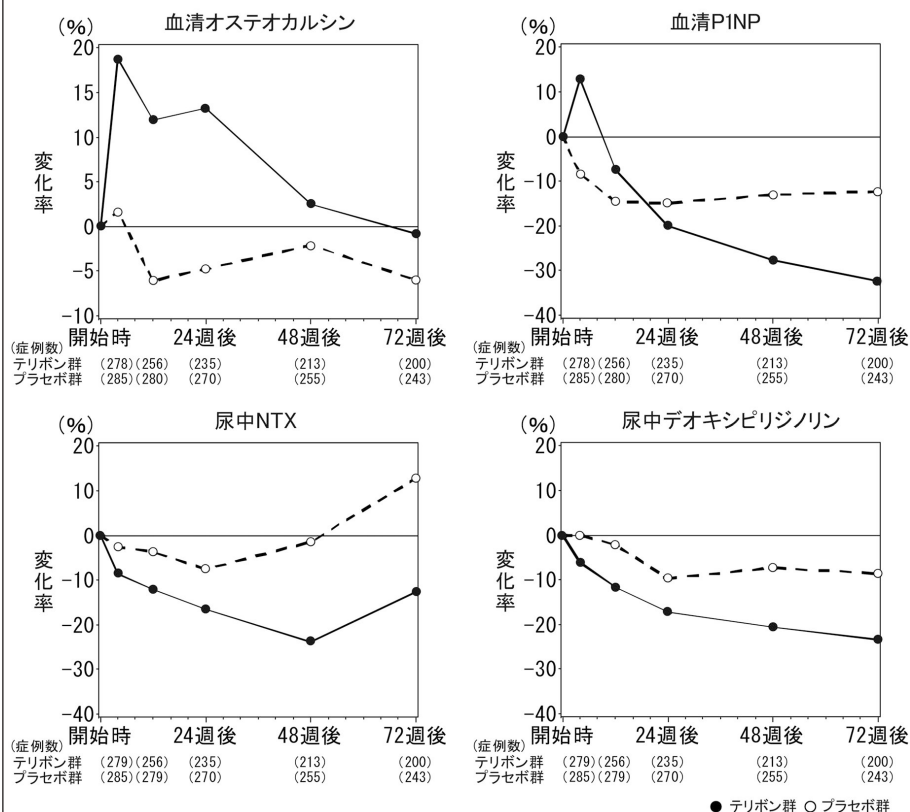 血清オステオカルシン
(%)
20
15
10
5
0
−5
−10
変化率
開始時 24週後 48週後 72週後
(症例数)
テリボン群 (278)(256) (235) (213) (200)
プラセボ群 (285)(280) (270) (255) (243)
血清P1NP
(%)
20
10
0
−10
−20
−30
−40
変化率
開始時 24週後 48週後 72週後
(症例数)
テリボン群 (278)(256) (235) (213) (200)
プラセボ群 (285)(280) (270) (255) (243)
尿中NTX
(%)
20
10
0
−10
−20
−30
−40
変化率
開始時 24週後 48週後 72週後
(症例数)
テリボン群 (279)(256) (235) (213) (200)
プラセボ群 (285)(279) (270) (255) (243)
尿中デオキシピリジノリン
(%)
20
10
0
−10
−20
−30
−40
変化率
開始時 24週後 48週後 72週後
(症例数)
テリボン群 (279)(256) (235) (213) (200)
プラセボ群 (285)(279) (270) (255) (243)
● テリボン群 ○ プラセボ群